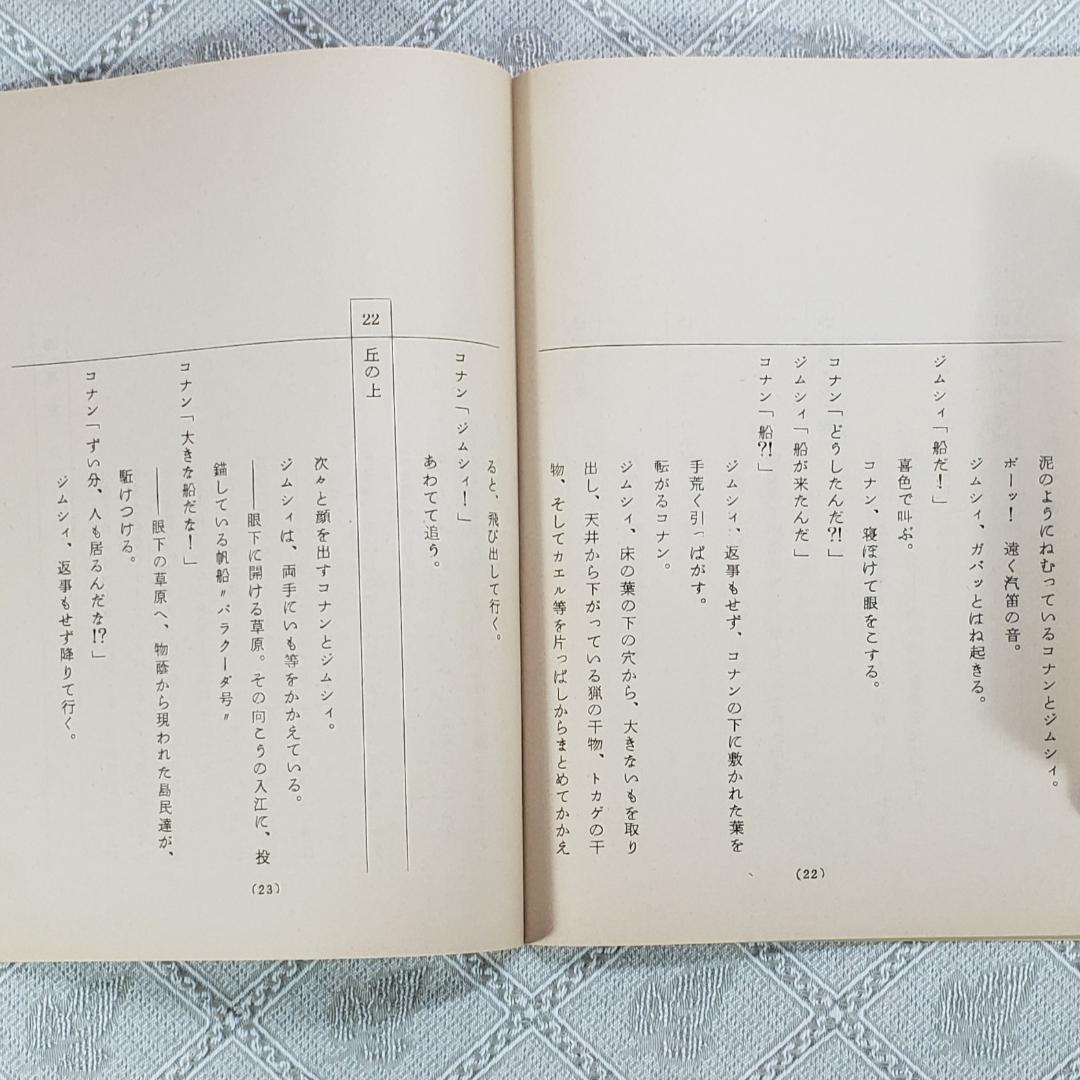 泥のようにねむっているコナンとジムシィ。
ボーッ！　遠く汽笛の音。
ジムシィ、ガバッとはね起きる。
ジムシィ「船だ！」
喜色で叫ぶ。
コナン、寝ぼけて眼をこする。
コナン「どうしたんだ?!」
ジムシィ「船が来たんだ」
コナン「船?!」
ジムシィ、返事もせず、コナンの下に敷かれた葉を
手荒く引っぱがす。
転がるコナン。
ジムシィ、床の葉の下の穴から、大きないもを取り
出し、天井から下がっている猟の干物、トカゲの干
物、そしてカエル等を片っぱしからまとめてかかえ
(22)
ると、飛び出して行く。
コナン「ジムシィ！」
あわてて追う。
22　丘の上
次々と顔を出すコナンとジムシィ。
ジムシィは、両手にいも等をかかえている。
――眼下に開ける草原。その向こうの入江に、投
錨している帆船〃バラクーダ号〃
コナン「大きな船だな！」
――眼下の草原へ、物蔭から現われた島民達が、
駈けつける。
コナン「ずい分、人も居るんだな!?」
ジムシィ、返事もせず降りて行く。
(23)